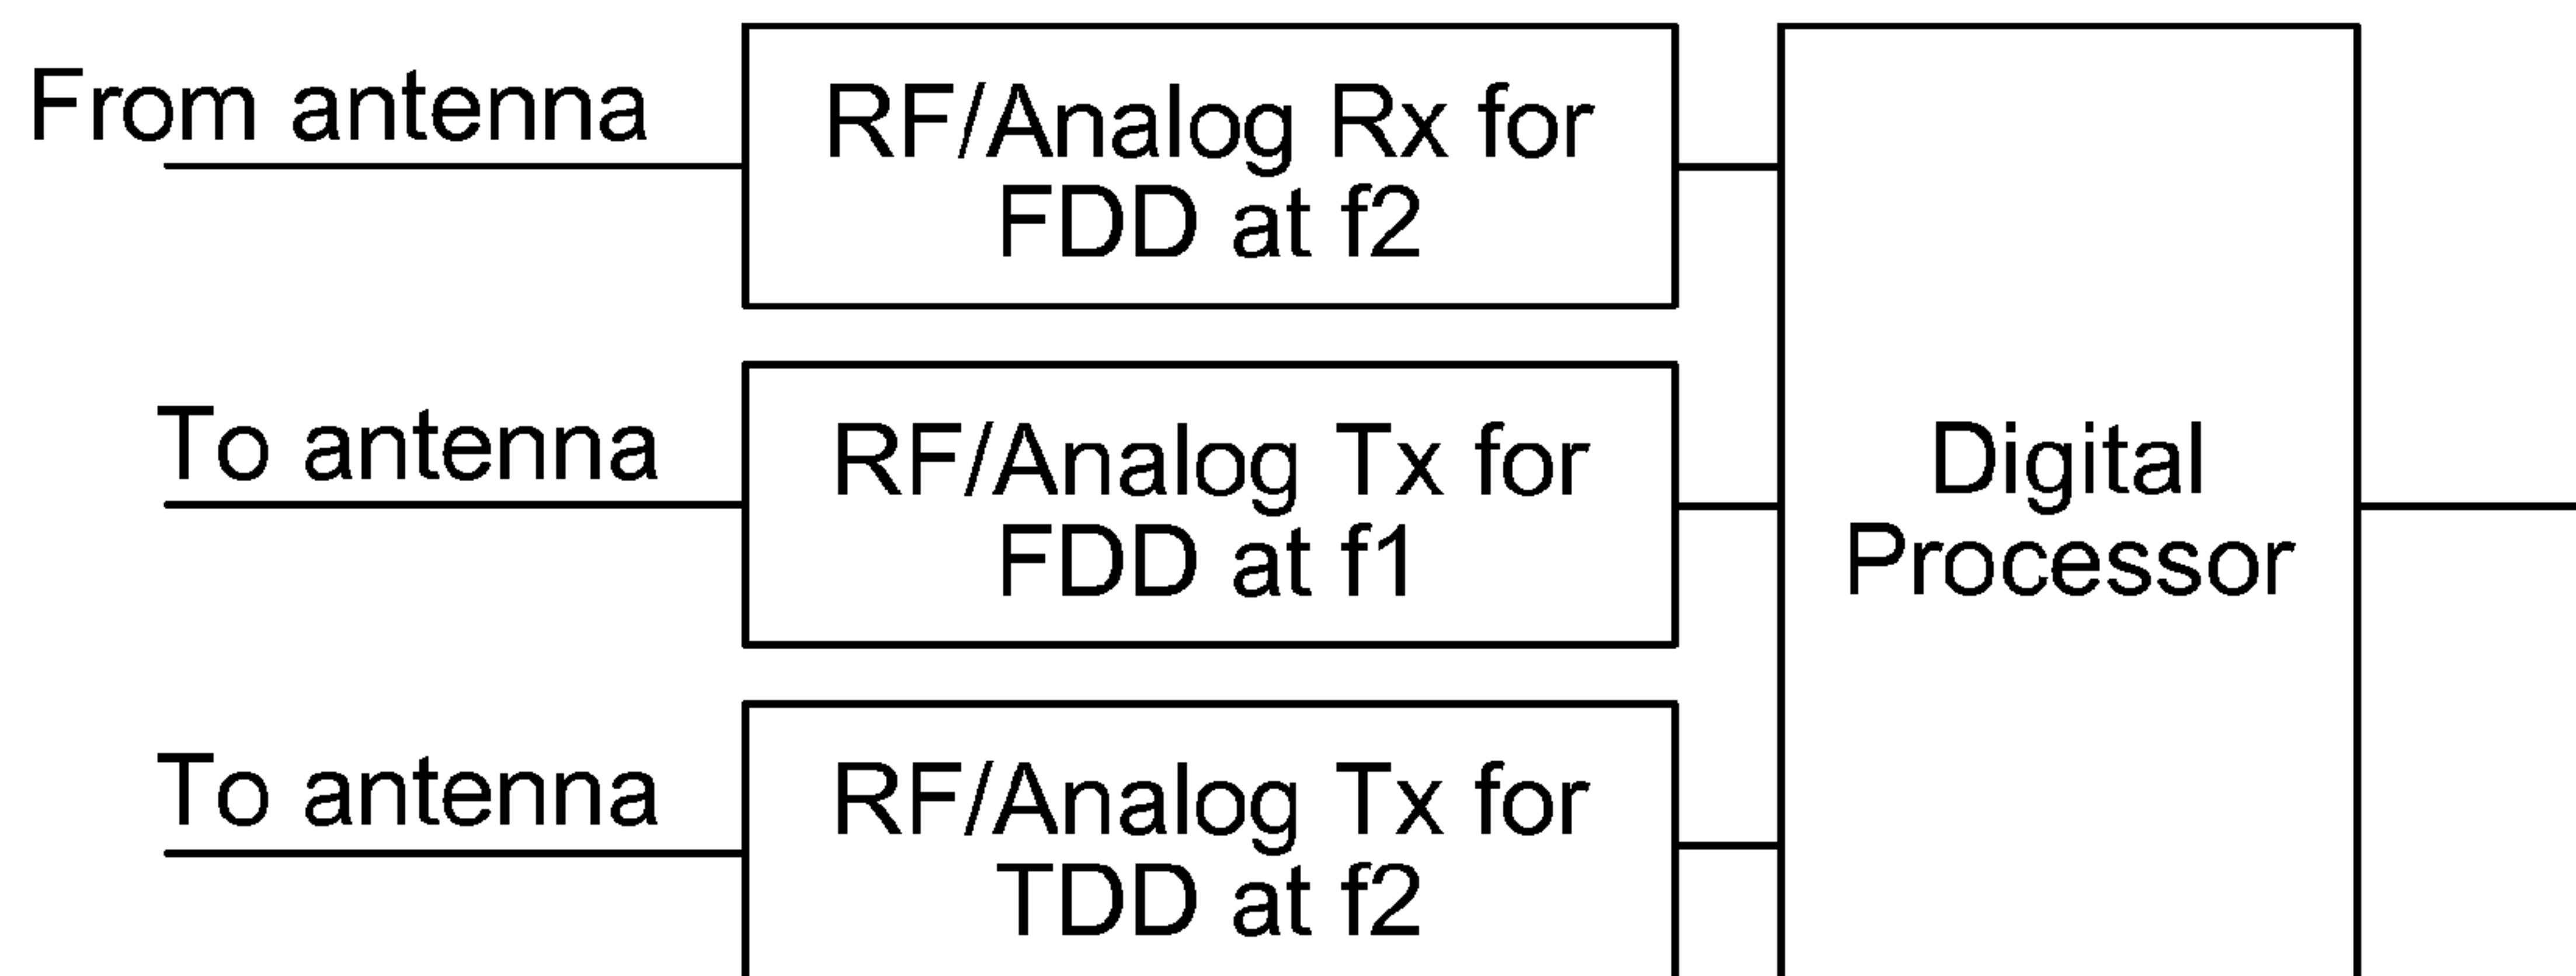 From antenna
RF/Analog Rx for
FDD at f2
To antenna
RF/Analog Tx for
FDD at f1
Digital
Processor
To antenna
RF/Analog Tx for
TDD at f2